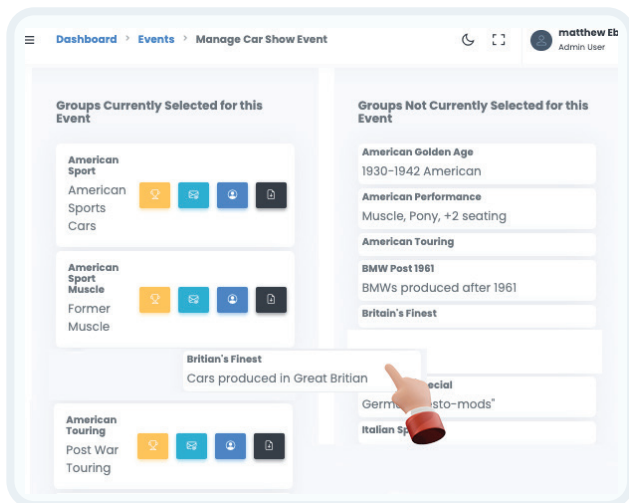 Dashboard > Events > Manage Car Show Event
matthew Eb
Admin User
Groups Currently Selected for this
Event
American
Sport
American
Sports
Cars
American
Sport
Muscle
Former
Muscle
Britian's Finest
Cars produced in Great Britian
American
Touring
Post War
Touring
Groups Not Currently Selected for this
Event
American Golden Age
1930-1942 American
American Performance
Muscle, Pony, +2 seating
American Touring
BMW Post 1961
BMWs produced after 1961
Britain's Finest
ecial
Germ sto-mods"
Italian Sp